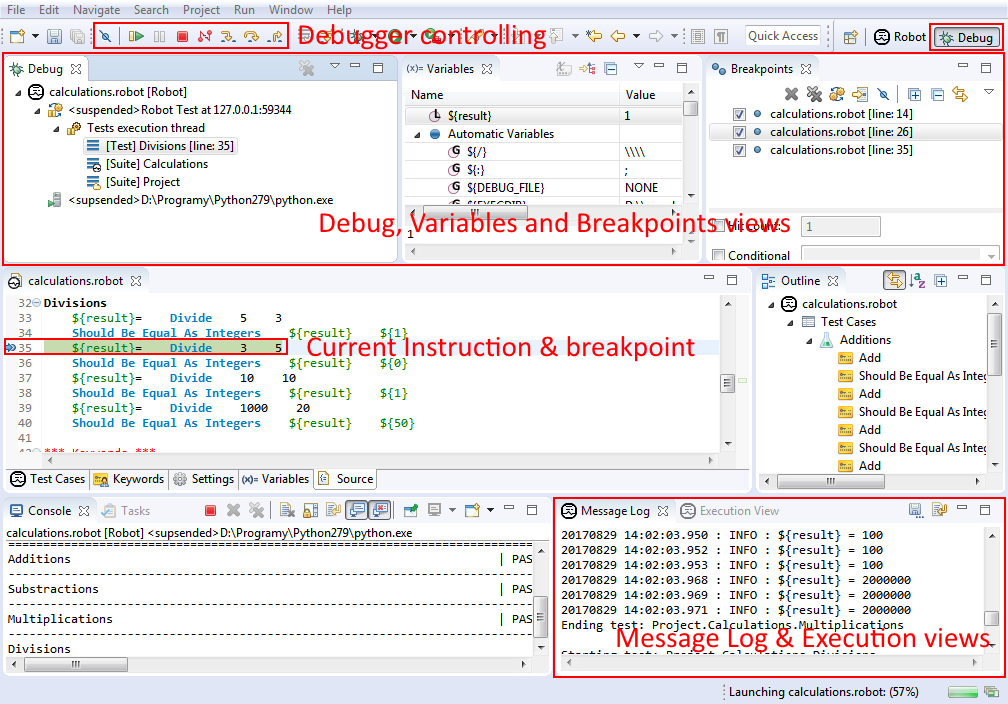 File Edit Navigate Search Project Run Window Help
Debugger controlling
Quick Access
Robot
Debug
Debug
calculations.robot [Robot]
<suspended>Robot Test at 127.0.0.1:59344
Tests execution thread
[Test] Divisions [line: 35]
[Suite] Calculations
[Suite] Project
<supsended>D:\Programy\Python279\python.exe
(x)= Variables
Name Value
${result} 1
Automatic Variables
${/} \\\\
${:} ;
${DEBUG_FILE} NONE
1
Breakpoints
calculations.robot [line: 14]
calculations.robot [line: 26]
calculations.robot [line: 35]
Hit count: 1
Conditional
Debug, Variables and Breakpoints views
calculations.robot
32 Divisions
33 ${result}= Divide 5 3
34 Should Be Equal As Integers ${result} ${1}
35 ${result}= Divide 3 5
36 Should Be Equal As Integers ${result} ${0}
37 ${result}= Divide 10 10
38 Should Be Equal As Integers ${result} ${1}
39 ${result}= Divide 1000 20
40 Should Be Equal As Integers ${result} ${50}
41
Current Instruction & breakpoint
Test Cases Keywords Settings (x)= Variables Source
Outline
calculations.robot
Test Cases
Additions
Add
Should Be Equal As Integ
Add
Should Be Equal As Integ
Add
Should Be Equal As Integ
Add
Console Tasks
calculations.robot [Robot] <supsended>D:\Programy\Python279\python.exe
Additions | PAS
Substractions | PAS
Multiplications | PAS
Divisions
Message Log Execution View
20170829 14:02:03.950 : INFO : ${result} = 100
20170829 14:02:03.952 : INFO : ${result} = 100
20170829 14:02:03.953 : INFO : ${result} = 100
20170829 14:02:03.968 : INFO : ${result} = 2000000
20170829 14:02:03.969 : INFO : ${result} = 2000000
20170829 14:02:03.971 : INFO : ${result} = 2000000
Ending test: Project.Calculations.Multiplications
Message Log & Execution views
Launching calculations.robot: (57%)